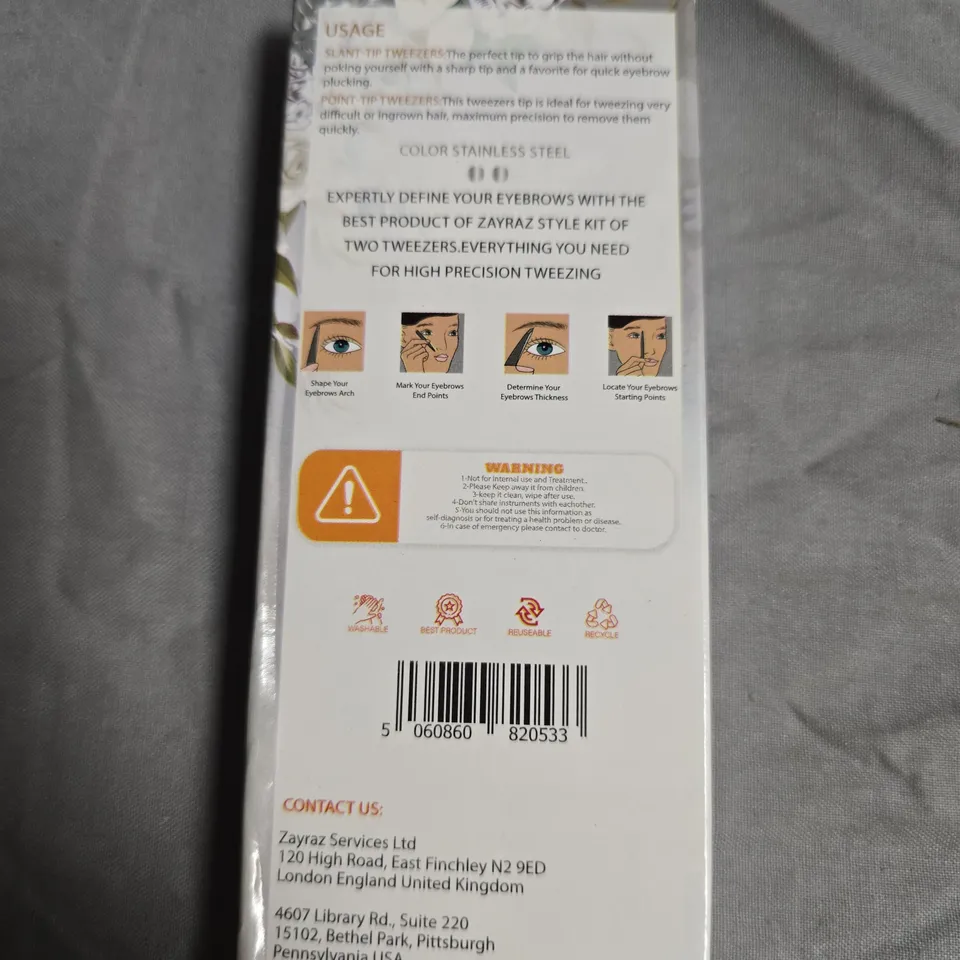 USAGE
SLANT-TIP TWEEZERS:The perfect tip to grip the hair without
poking yourself with a sharp tip and a favorite for quick eyebrow
plucking.
POINT-TIP TWEEZERS:This tweezers tip is ideal for tweezing very
difficult or ingrown hair, maximum precision to remove them
quickly.
COLOR STAINLESS STEEL
EXPERTLY DEFINE YOUR EYEBROWS WITH THE
BEST PRODUCT OF ZAYRAZ STYLE KIT OF
TWO TWEEZERS.EVERYTHING YOU NEED
FOR HIGH PRECISION TWEEZING
Shape Your
Eyebrows Arch
Mark Your Eyebrows
End Points
Determine Your
Eyebrows Thickness
Locate Your Eyebrows
Starting Points
WARNING
1-Not for internal use and Treatment..
2-Please Keep away it from children.
3-keep it clean, wipe after use.
4-Don't share instruments with eachother.
5-You should not use this information as
self-diagnosis or for treating a health problem or disease.
6-In case of emergency please contact to doctor.
WASHABLE
BEST PRODUCT
REUSEABLE
RECYCLE
5 060860 820533
CONTACT US:
Zayraz Services Ltd
120 High Road, East Finchley N2 9ED
London England United Kingdom
4607 Library Rd., Suite 220
15102, Bethel Park, Pittsburgh
Pennsylvania USA